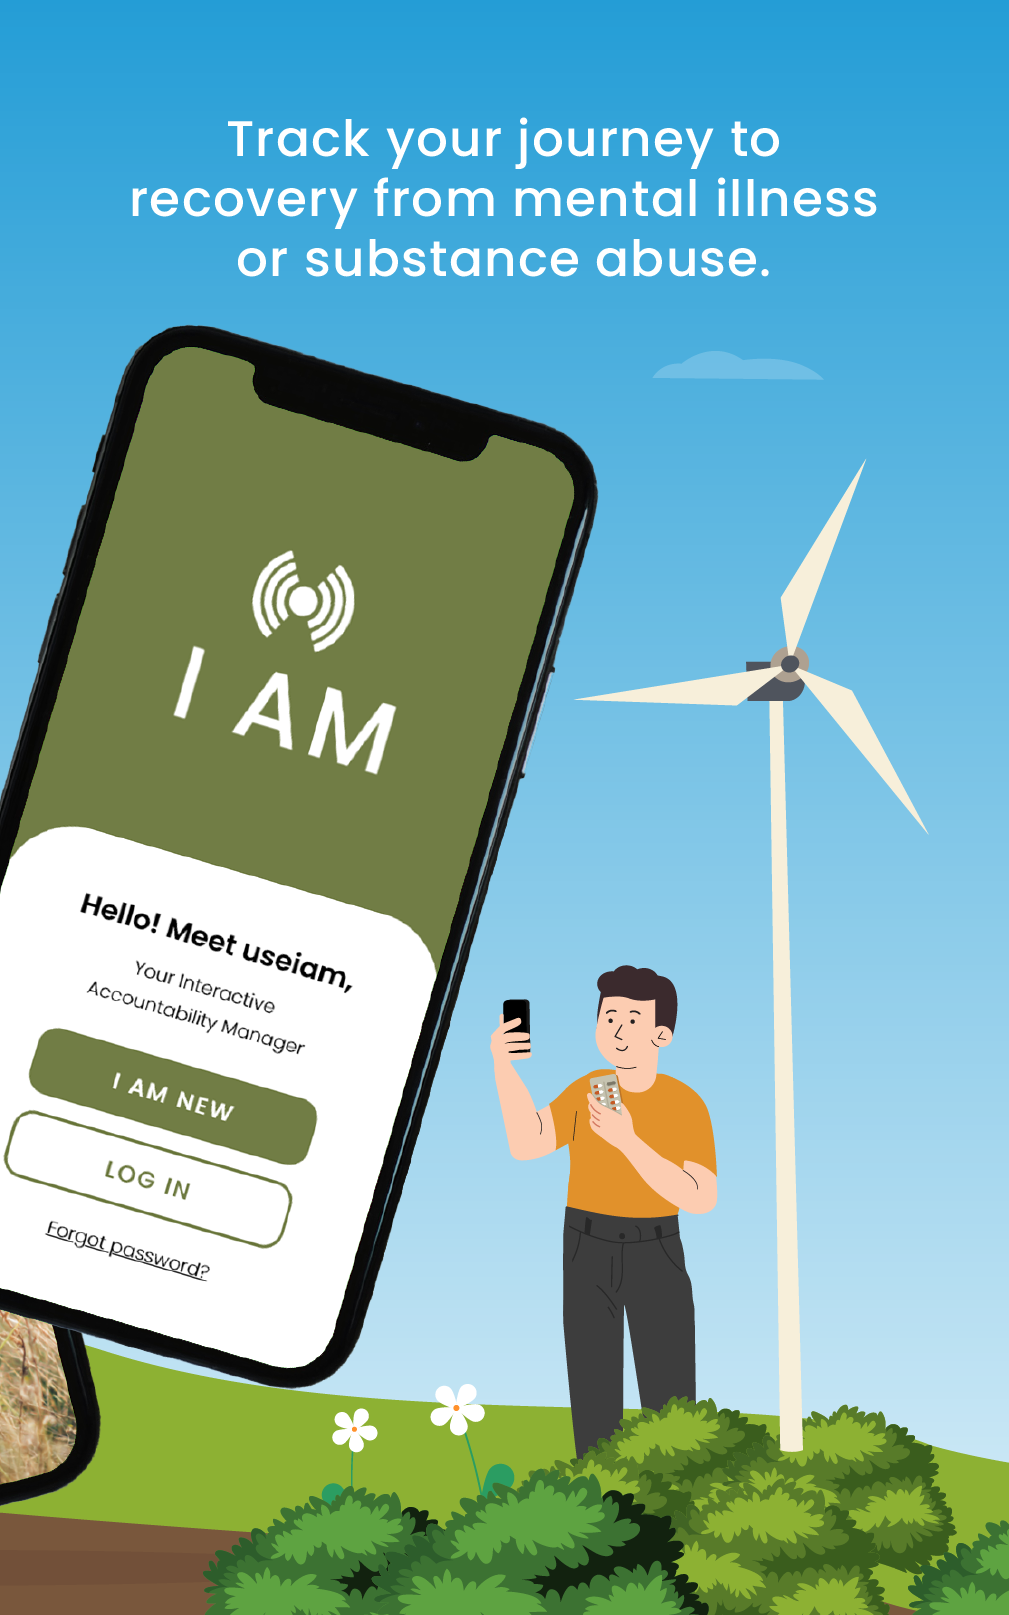 Track your journey to
recovery from mental illness
or substance abuse.
I AM
Hello! Meet useiam,
Your Interactive
Accountability Manager
I AM NEW
LOG IN
Forgot password?